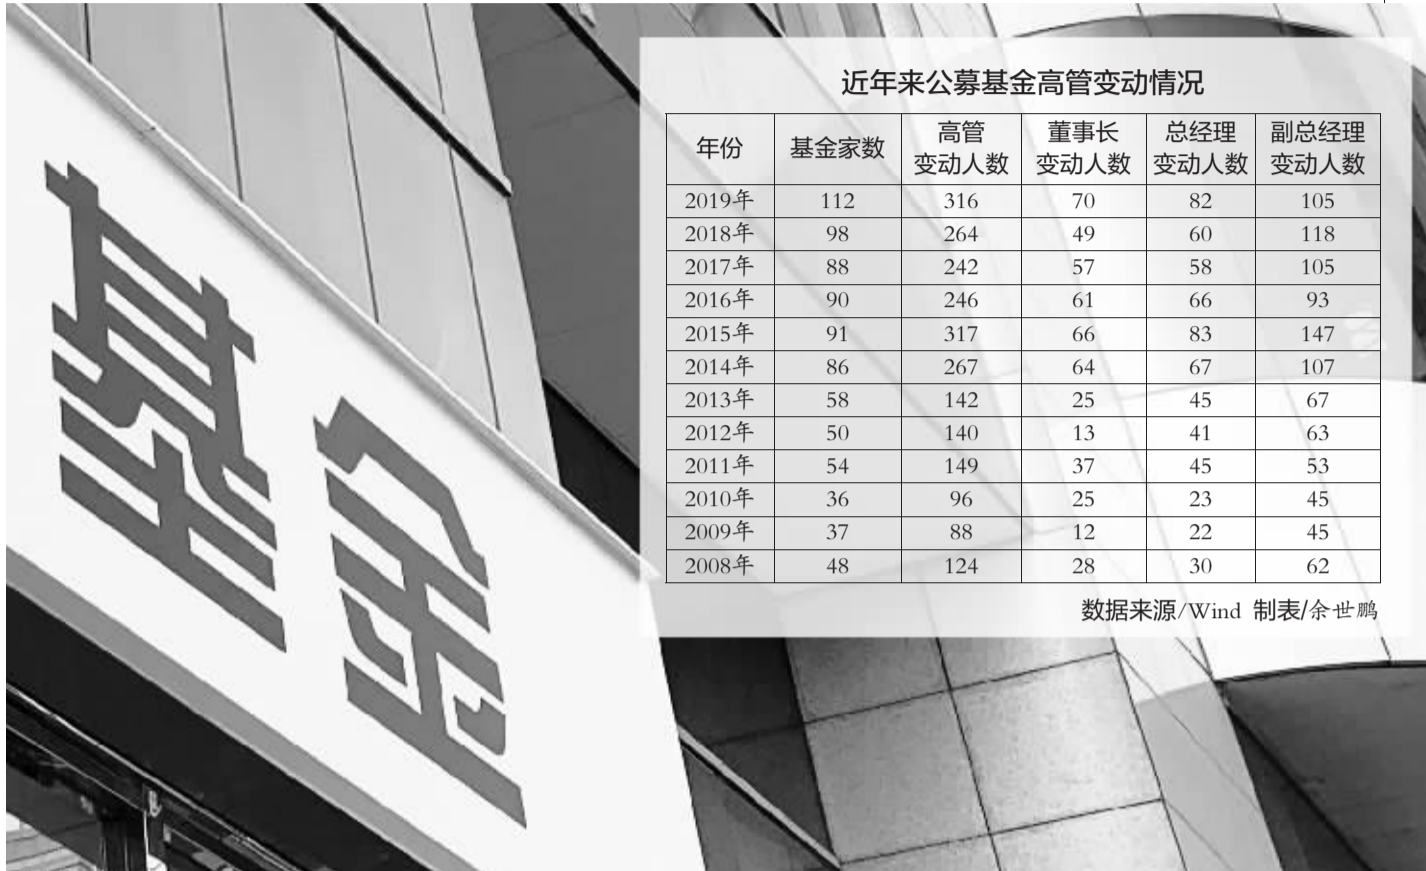 基金
近年来公募基金高管变动情况
年份 基金家数 高管变动人数 董事长变动人数 总经理变动人数 副总经理变动人数
2019年 112 316 70 82 105
2018年 98 264 49 60 118
2017年 88 242 57 58 105
2016年 90 246 61 66 93
2015年 91 317 66 83 147
2014年 86 267 64 67 107
2013年 58 142 25 45 67
2012年 50 140 13 41 63
2011年 54 149 37 45 53
2010年 36 96 25 23 45
2009年 37 88 12 22 45
2008年 48 124 28 30 62
数据来源/Wind 制表/余世鹏